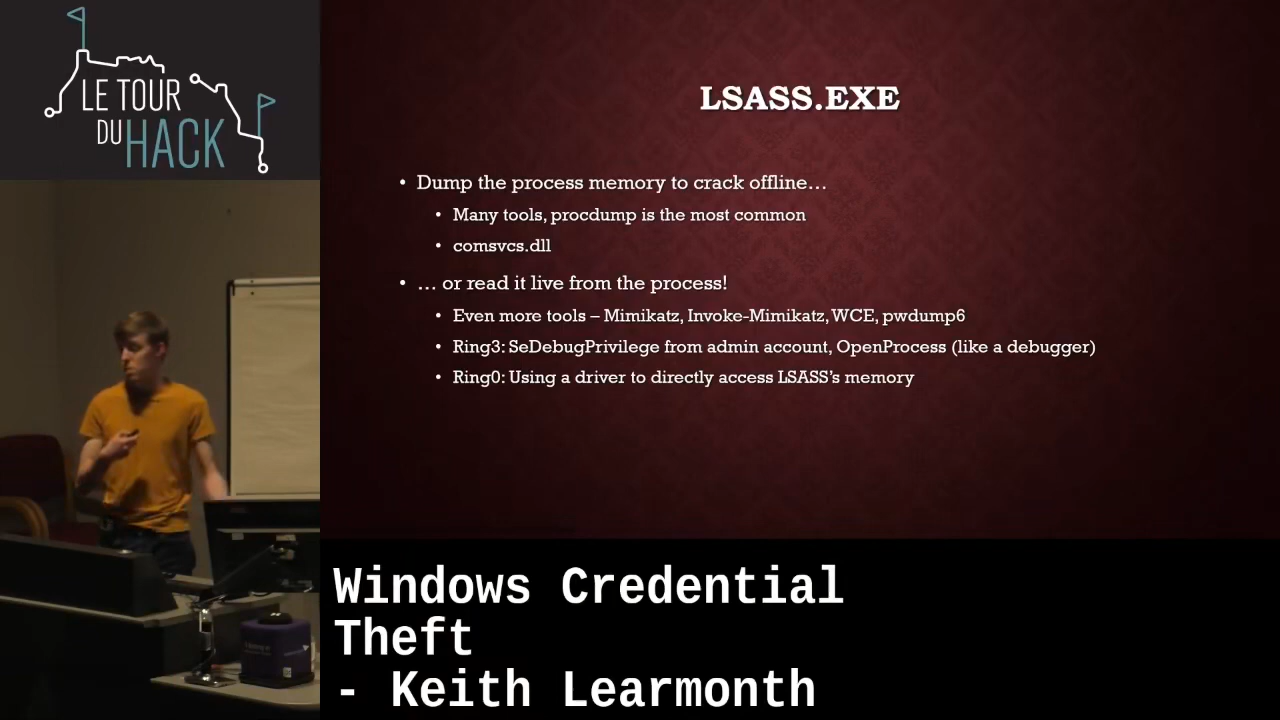 LE TOUR
DU HACK
LSASS.EXE
• Dump the process memory to crack offline...
• Many tools, procdump is the most common
• comsvcs.dll
• ... or read it live from the process!
• Even more tools – Mimikatz, Invoke-Mimikatz, WCE, pwdump6
• Ring3: SeDebugPrivilege from admin account, OpenProcess (like a debugger)
• Ring0: Using a driver to directly access LSASS's memory
Windows Credential
Theft
- Keith Learmonth